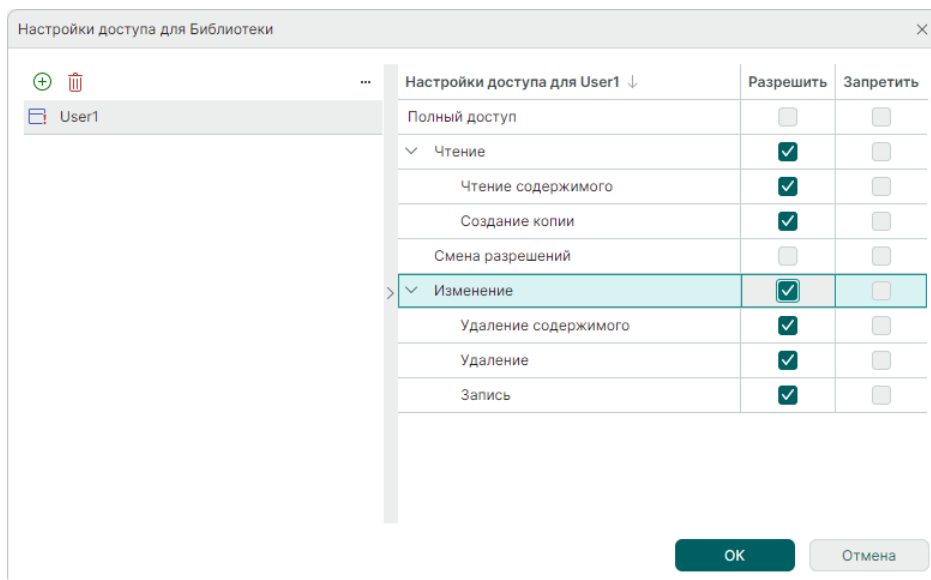 Настройки доступа для Библиотеки
User1
Настройки доступа для User1 ↓ Разрешить Запретить
Полный доступ
Чтение
Чтение содержимого
Создание копии
Смена разрешений
Изменение
Удаление содержимого
Удаление
Запись
ОК Отмена